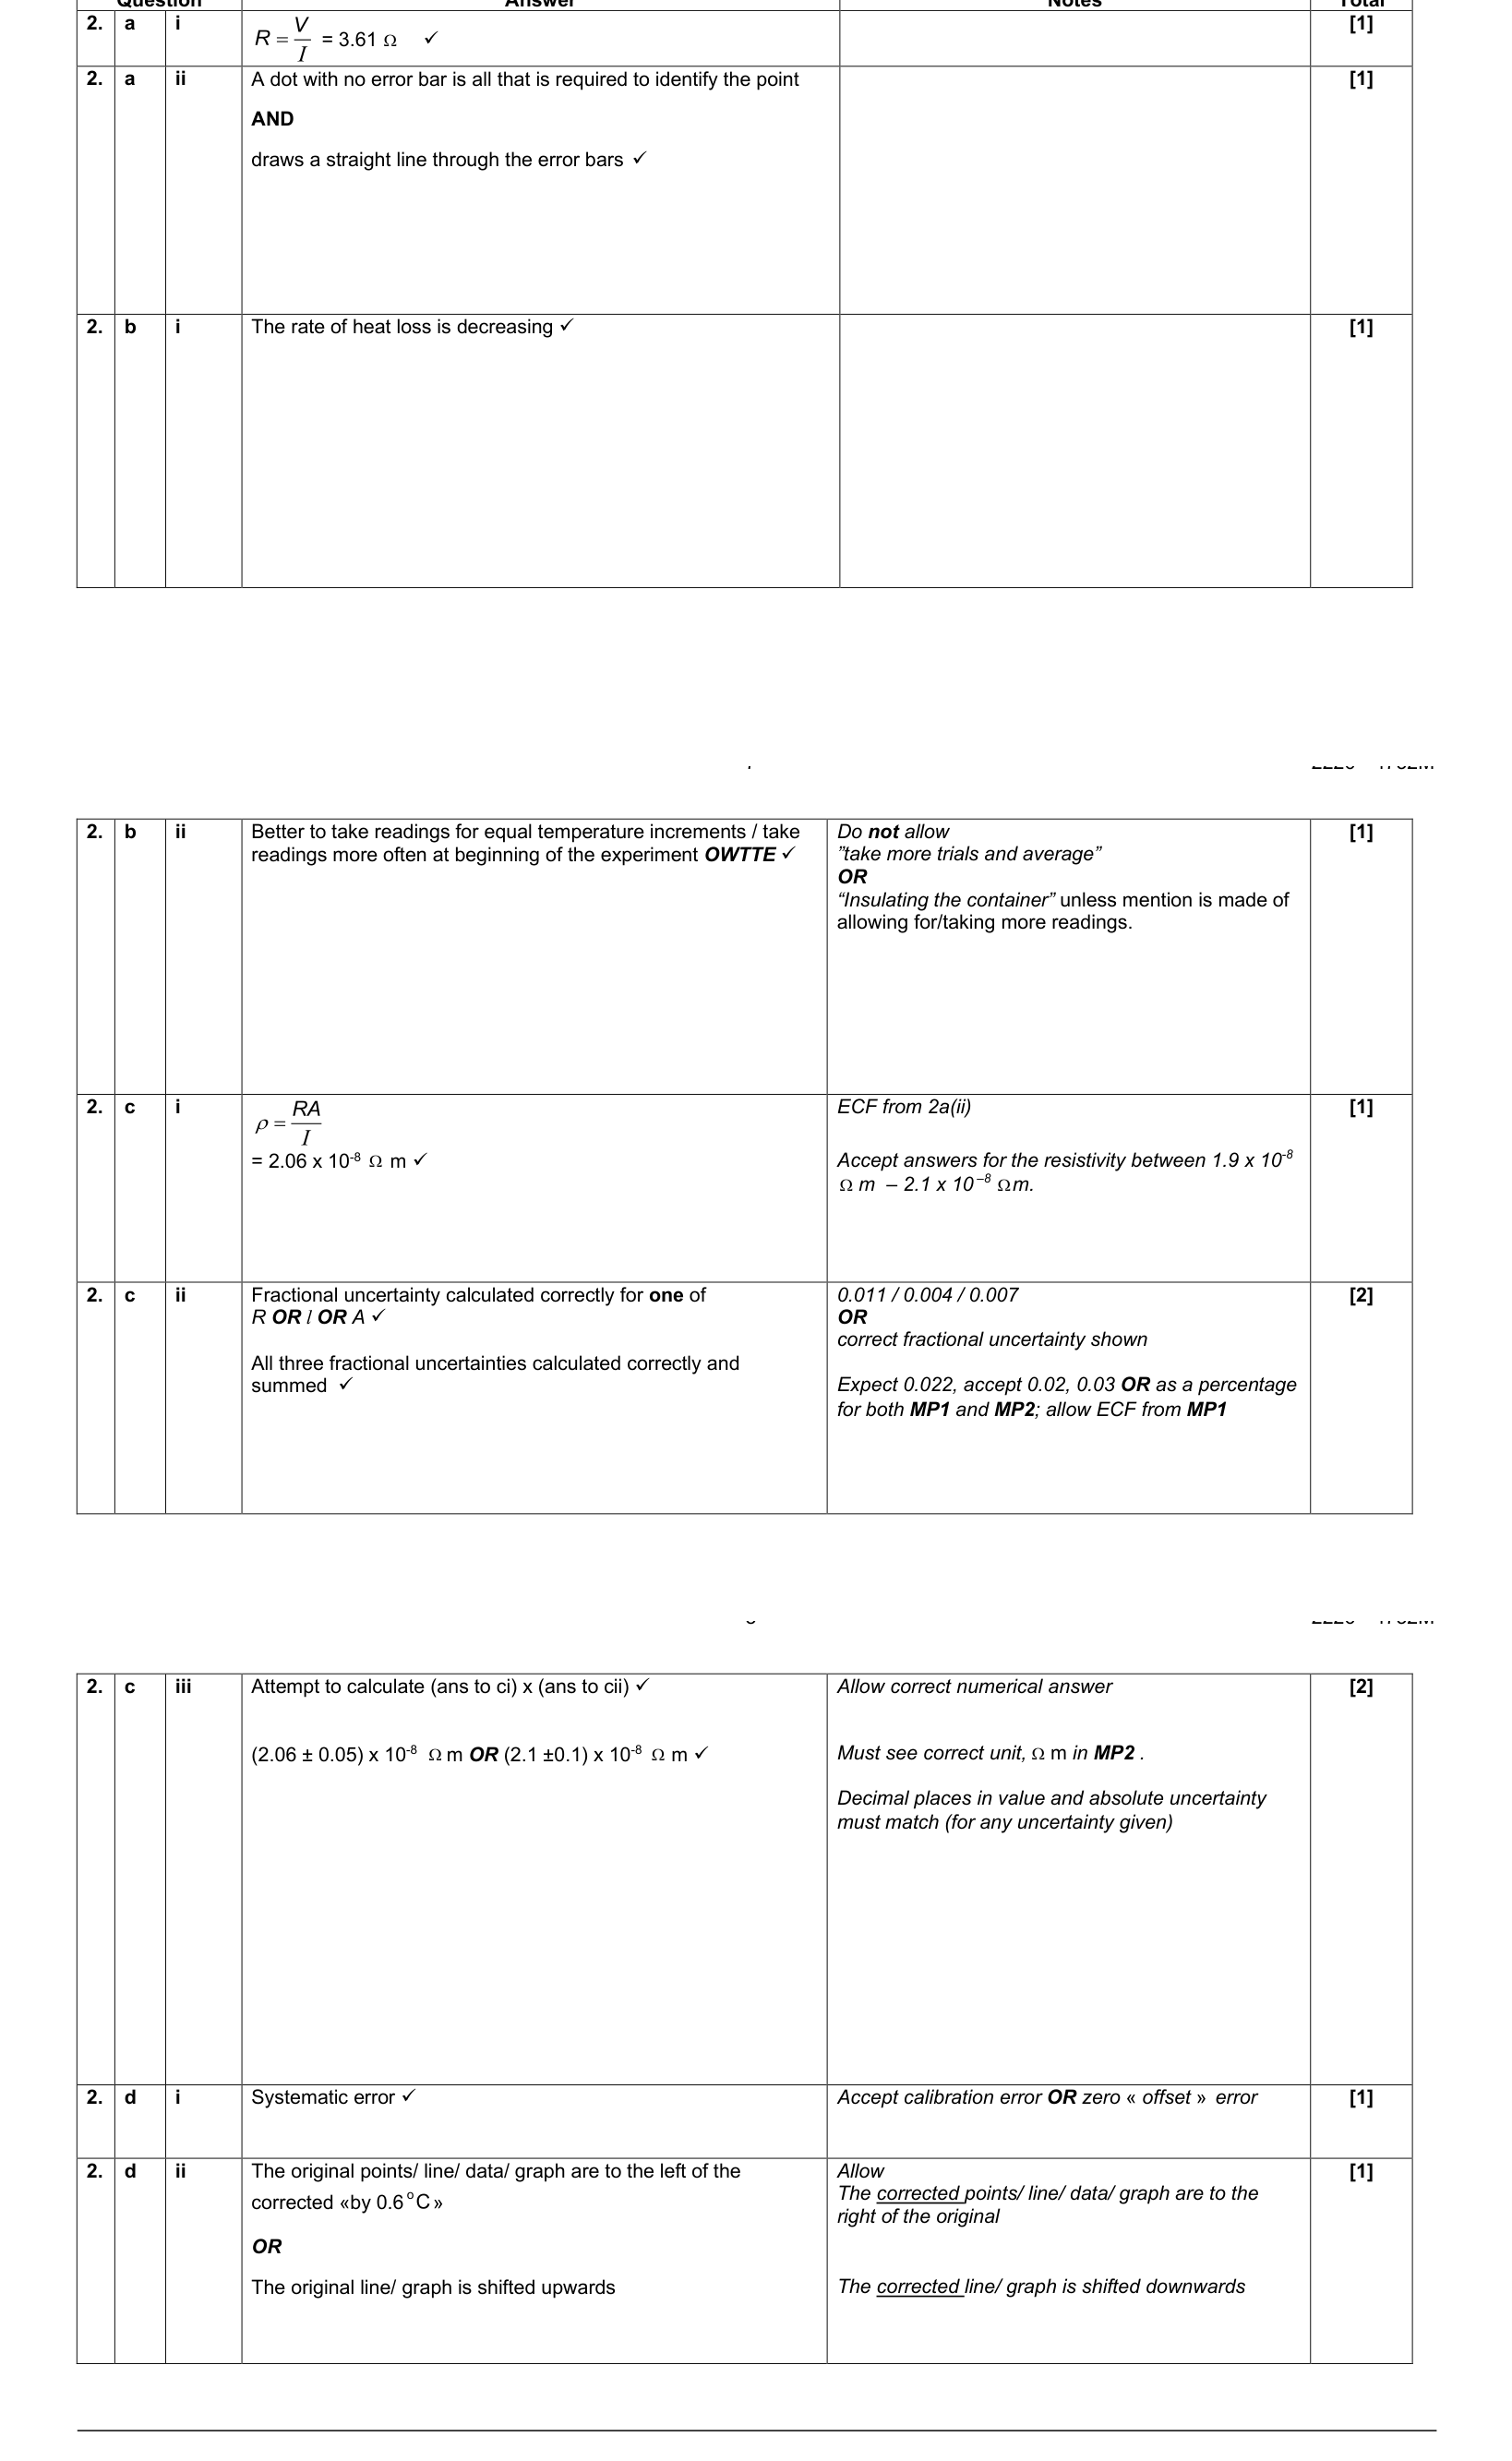 Question Answer Notes Total
2. a i R = V/I = 3.61 Ω ✓ [1]
2. a ii A dot with no error bar is all that is required to identify the point [1]
AND
draws a straight line through the error bars ✓
2. b i The rate of heat loss is decreasing ✓ [1]
2. b ii Better to take readings for equal temperature increments / take Do not allow [1]
readings more often at beginning of the experiment OWTTE ✓ ”take more trials and average”
OR
“Insulating the container” unless mention is made of
allowing for/taking more readings.
2. c i ρ = RA/I ECF from 2a(ii) [1]
= 2.06 x 10-8 Ω m ✓ Accept answers for the resistivity between 1.9 x 10-8
Ω m – 2.1 x 10–8 Ωm.
2. c ii Fractional uncertainty calculated correctly for one of 0.011 / 0.004 / 0.007 [2]
R OR l OR A ✓ OR
correct fractional uncertainty shown
All three fractional uncertainties calculated correctly and
summed ✓ Expect 0.022, accept 0.02, 0.03 OR as a percentage
for both MP1 and MP2; allow ECF from MP1
2. c iii Attempt to calculate (ans to ci) x (ans to cii) ✓ Allow correct numerical answer [2]
(2.06 ± 0.05) x 10-8 Ω m OR (2.1 ±0.1) x 10-8 Ω m ✓ Must see correct unit, Ω m in MP2 .
Decimal places in value and absolute uncertainty
must match (for any uncertainty given)
2. d i Systematic error ✓ Accept calibration error OR zero « offset » error [1]
2. d ii The original points/ line/ data/ graph are to the left of the Allow [1]
corrected «by 0.6°C» The corrected points/ line/ data/ graph are to the
right of the original
OR
The original line/ graph is shifted upwards The corrected line/ graph is shifted downwards